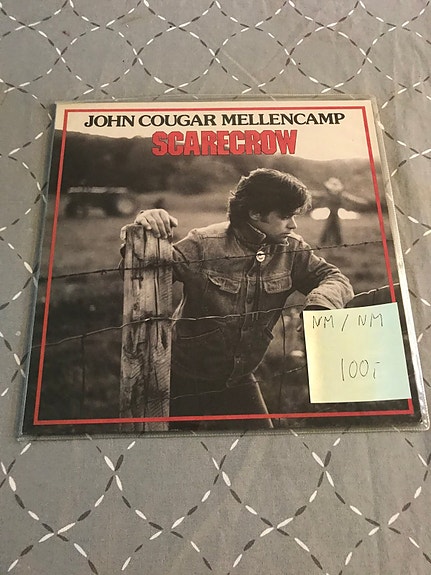 JOHN COUGAR MELLENCAMP
SCARECROW
NM / NM
100,-